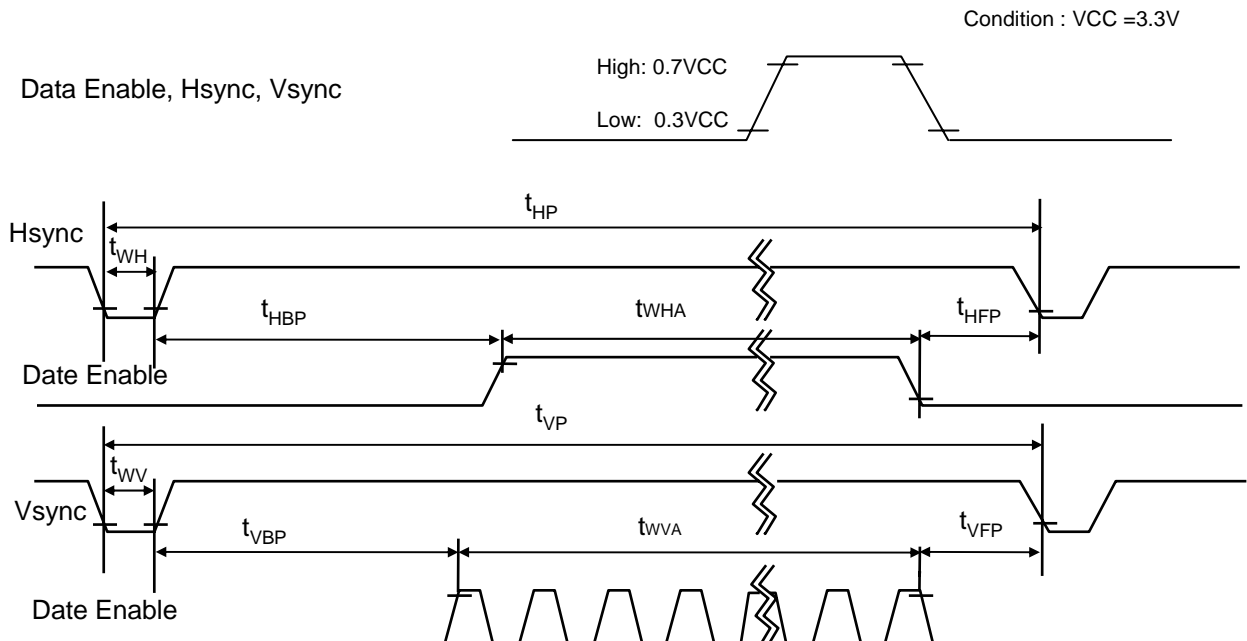 Condition : VCC =3.3V
High: 0.7VCC
Data Enable, Hsync, Vsync
Low: 0.3VCC
tHP
Hsync
tWH
tHBP
tWHA
tHFP
Date Enable
tVP
tWV
Vsync
tVBP
tWVA
tVFP
Date Enable